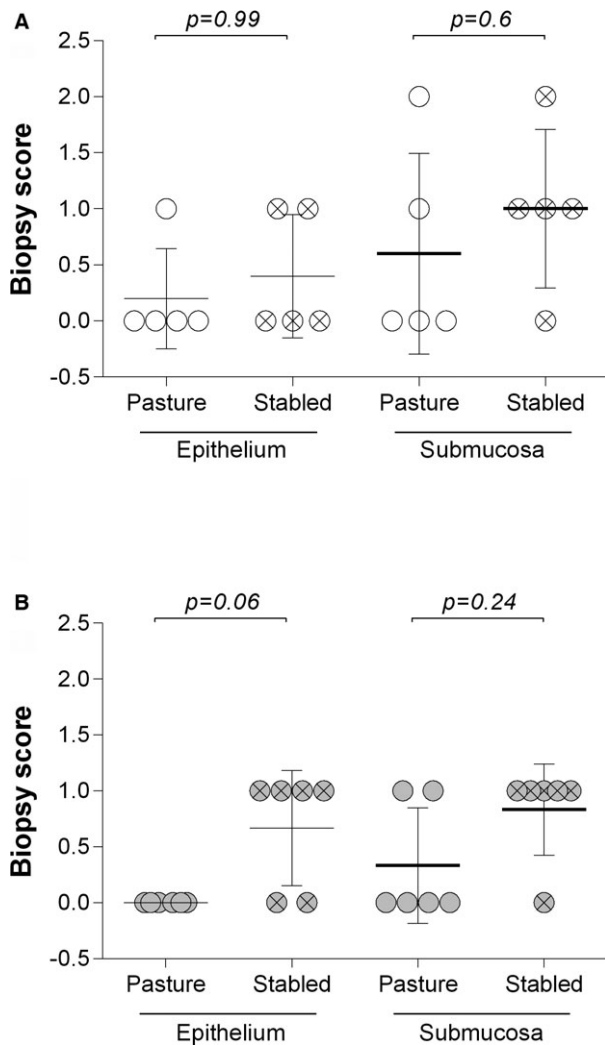 A
p=0.99 p=0.6
2.5
2.0
1.5
1.0
0.5
0.0
-0.5
Biopsy score
Pasture Stabled Pasture Stabled
Epithelium Submucosa
B
p=0.06 p=0.24
2.5
2.0
1.5
1.0
0.5
0.0
-0.5
Biopsy score
Pasture Stabled Pasture Stabled
Epithelium Submucosa